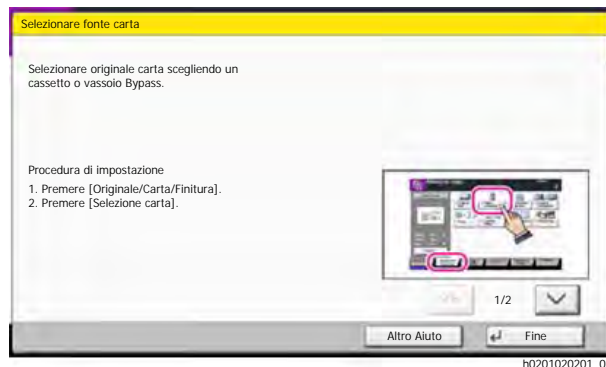 Selezionare fonte carta
Selezionare originale carta scegliendo un
cassetto o vassoio Bypass.
Procedura di impostazione
1. Premere [Originale/Carta/Finitura].
2. Premere [Selezione carta].
1/2
Altro Aiuto
Fine